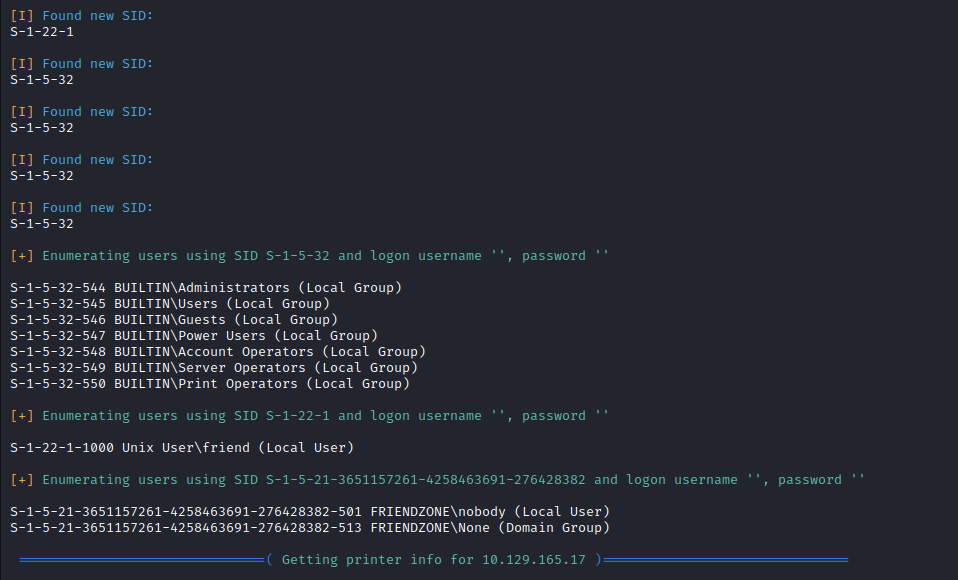 [I] Found new SID:
S-1-22-1
[I] Found new SID:
S-1-5-32
[I] Found new SID:
S-1-5-32
[I] Found new SID:
S-1-5-32
[I] Found new SID:
S-1-5-32
[+] Enumerating users using SID S-1-5-32 and logon username '', password ''
S-1-5-32-544 BUILTIN\Administrators (Local Group)
S-1-5-32-545 BUILTIN\Users (Local Group)
S-1-5-32-546 BUILTIN\Guests (Local Group)
S-1-5-32-547 BUILTIN\Power Users (Local Group)
S-1-5-32-548 BUILTIN\Account Operators (Local Group)
S-1-5-32-549 BUILTIN\Server Operators (Local Group)
S-1-5-32-550 BUILTIN\Print Operators (Local Group)
[+] Enumerating users using SID S-1-22-1 and logon username '', password ''
S-1-22-1-1000 Unix User\friend (Local User)
[+] Enumerating users using SID S-1-5-21-3651157261-4258463691-276428382 and logon username '', password ''
S-1-5-21-3651157261-4258463691-276428382-501 FRIENDZONE\nobody (Local User)
S-1-5-21-3651157261-4258463691-276428382-513 FRIENDZONE\None (Domain Group)
===============================( Getting printer info for 10.129.165.17 )===============================